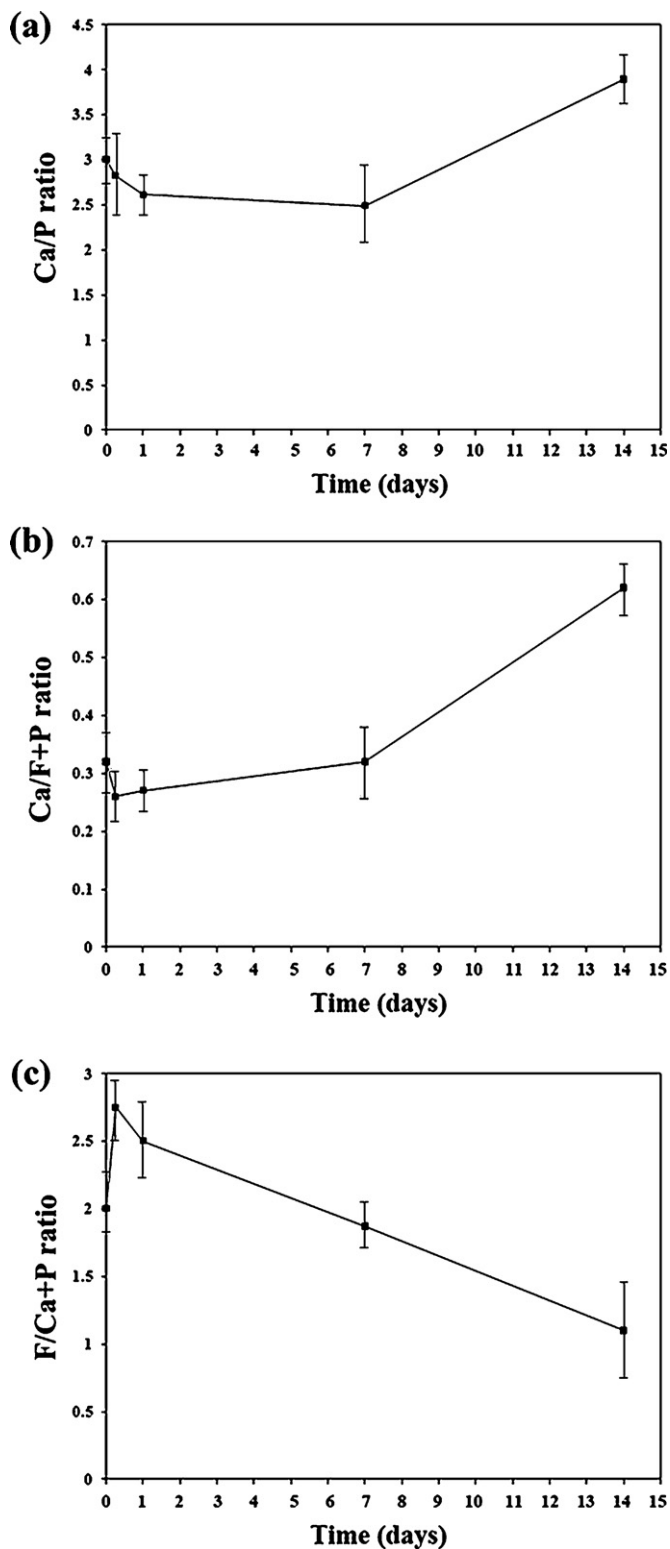 (a)
4.5
4
3.5
3
2.5
2
1.5
1
0.5
0
Ca/P ratio
0 1 2 3 4 5 6 7 8 9 10 11 12 13 14 15
Time (days)
(b)
0.7
0.6
0.5
0.4
0.3
0.2
0.1
0
Ca/F+P ratio
0 1 2 3 4 5 6 7 8 9 10 11 12 13 14 15
Time (days)
(c)
3
2.5
2
1.5
1
0.5
0
F/Ca+P ratio
0 1 2 3 4 5 6 7 8 9 10 11 12 13 14 15
Time (days)